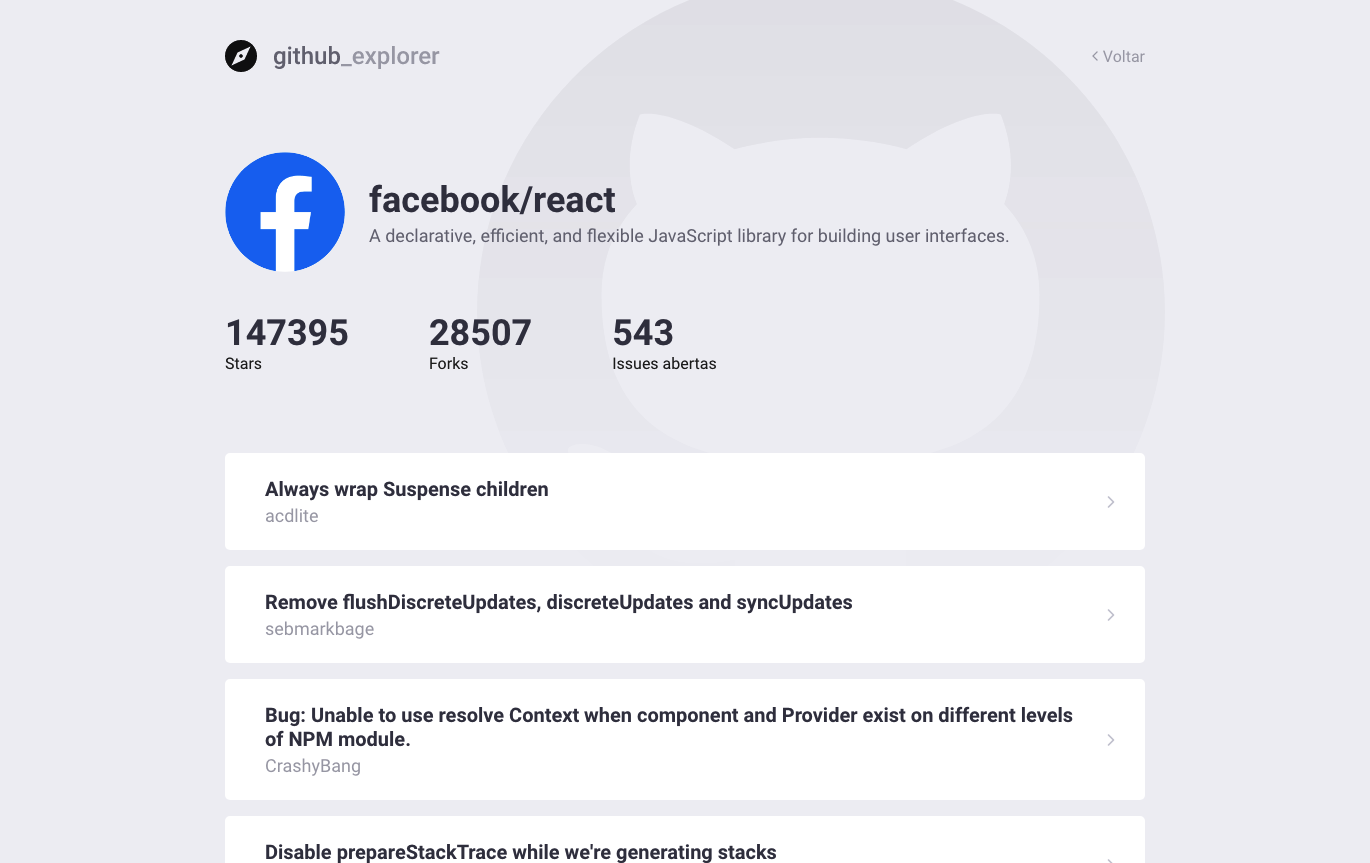 github_explorer
Voltar
facebook/react
A declarative, efficient, and flexible JavaScript library for building user interfaces.
147395
Stars
28507
Forks
543
Issues abertas
Always wrap Suspense children
acdlite
Remove flushDiscreteUpdates, discreteUpdates and syncUpdates
sebmarkbage
Bug: Unable to use resolve Context when component and Provider exist on different levels
of NPM module.
CrashyBang
Disable prepareStackTrace while we're generating stacks